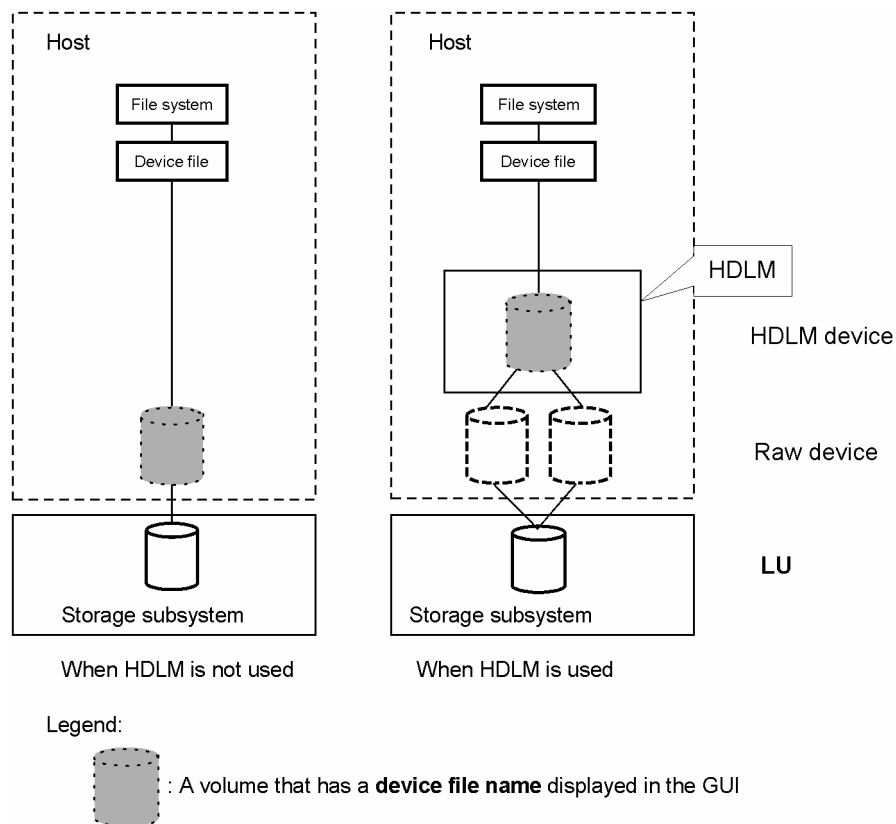 Host
File system
Device file
Storage subsystem
When HDLM is not used
Host
File system
Device file
HDLM
HDLM device
Raw device
LU
Storage subsystem
When HDLM is used
Legend:
: A volume that has a device file name displayed in the GUI